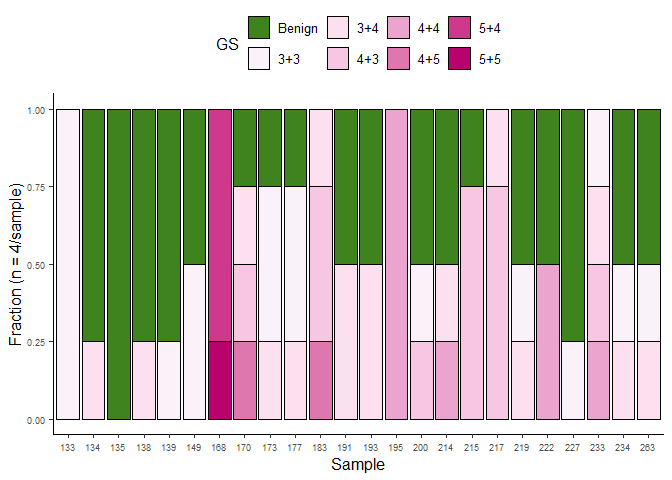 GS
Benign 3+4 4+4 5+4
3+3 4+3 4+5 5+5
Fraction (n = 4/sample)
1.00
0.75
0.50
0.25
0.00
133 134 135 138 139 149 168 170 173 177 183 191 193 195 200 214 215 217 219 222 227 233 234 263
Sample